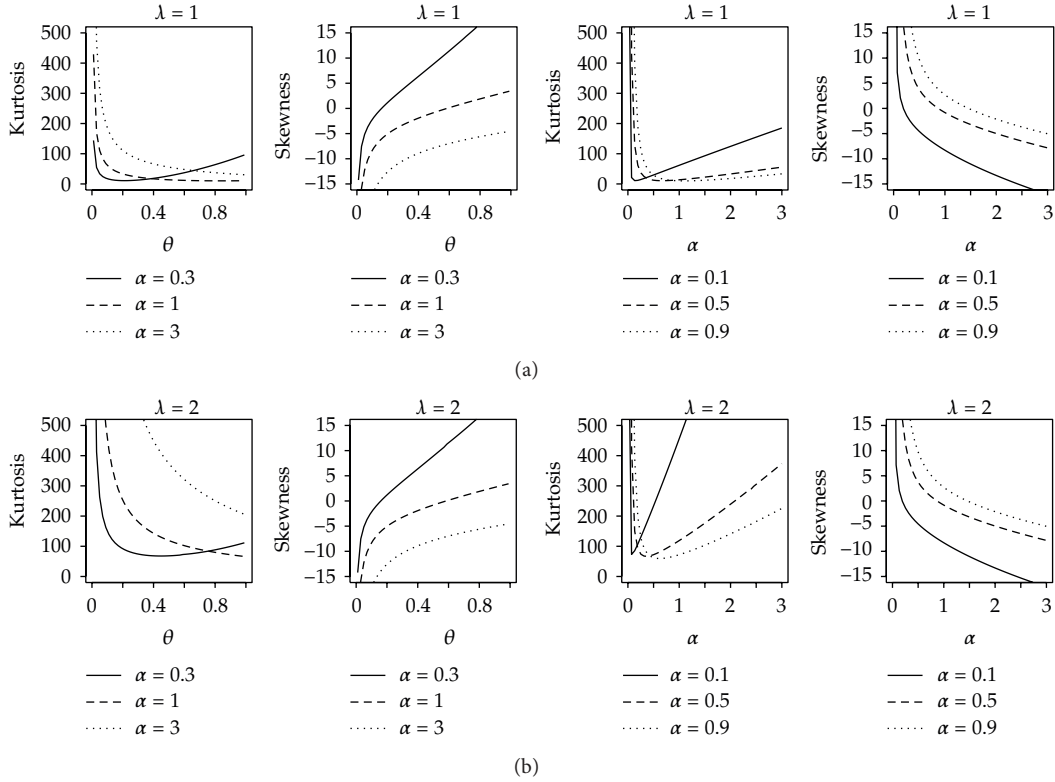 λ = 1
Kurtosis
500
400
300
200
100
0
0 0.4 0.8
θ
α = 0.3
α = 1
α = 3
λ = 1
Skewness
15
10
5
0
−5
−10
−15
0 0.4 0.8
θ
α = 0.3
α = 1
α = 3
λ = 1
Kurtosis
500
400
300
200
100
0
0 1 2 3
α
α = 0.1
α = 0.5
α = 0.9
λ = 1
Skewness
15
10
5
0
−5
−10
−15
0 1 2 3
α
α = 0.1
α = 0.5
α = 0.9
(a)
λ = 2
Kurtosis
500
400
300
200
100
0
0 0.4 0.8
θ
α = 0.3
α = 1
α = 3
λ = 2
Skewness
15
10
5
0
−5
−10
−15
0 0.4 0.8
θ
α = 0.3
α = 1
α = 3
λ = 2
Kurtosis
500
400
300
200
100
0
0 1 2 3
α
α = 0.1
α = 0.5
α = 0.9
λ = 2
Skewness
15
10
5
0
−5
−10
−15
0 1 2 3
α
α = 0.1
α = 0.5
α = 0.9
(b)